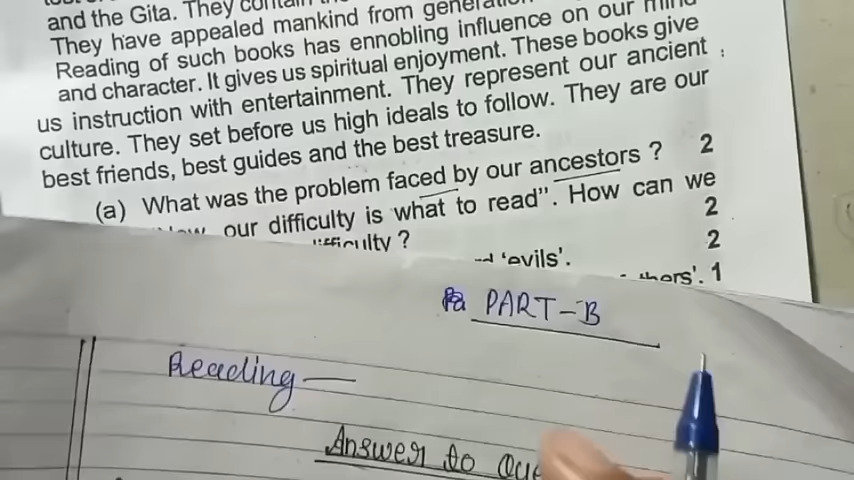 and the Gita. They contain
They have appealed mankind from
Reading of such books has ennobling influence on our mind
and character. It gives us spiritual enjoyment. These books give
us instruction with entertainment. They represent our ancient
culture. They set before us high ideals to follow. They are our
best friends, best guides and the best treasure.
(a) What was the problem faced by our ancestors ? 2
our difficulty is what to read”. How can we
? 2
‘evils’. 2
1
PART-B
Reading —
Answer to